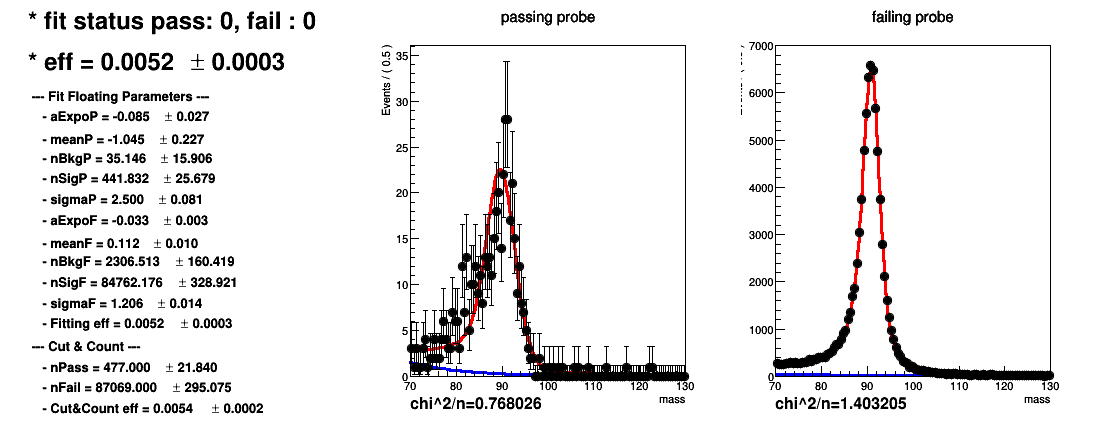 * fit status pass: 0, fail : 0
* eff = 0.0052 ± 0.0003
--- Fit Floating Parameters ---
- aExpoP = -0.085 ± 0.027
- meanP = -1.045 ± 0.227
- nBkgP = 35.146 ± 15.906
- nSigP = 441.832 ± 25.679
- sigmaP = 2.500 ± 0.081
- aExpoF = -0.033 ± 0.003
- meanF = 0.112 ± 0.010
- nBkgF = 2306.513 ± 160.419
- nSigF = 84762.176 ± 328.921
- sigmaF = 1.206 ± 0.014
- Fitting eff = 0.0052 ± 0.0003
--- Cut & Count ---
- nPass = 477.000 ± 21.840
- nFail = 87069.000 ± 295.075
- Cut&Count eff = 0.0054 ± 0.0002
passing probe
Events / ( 0.5 )
35
30
25
20
15
10
5
0
70 80 90 100 110 120 130
mass
chi^2/n=0.768026
failing probe
7000
6000
5000
4000
3000
2000
1000
0
70 80 90 100 110 120 130
mass
chi^2/n=1.403205